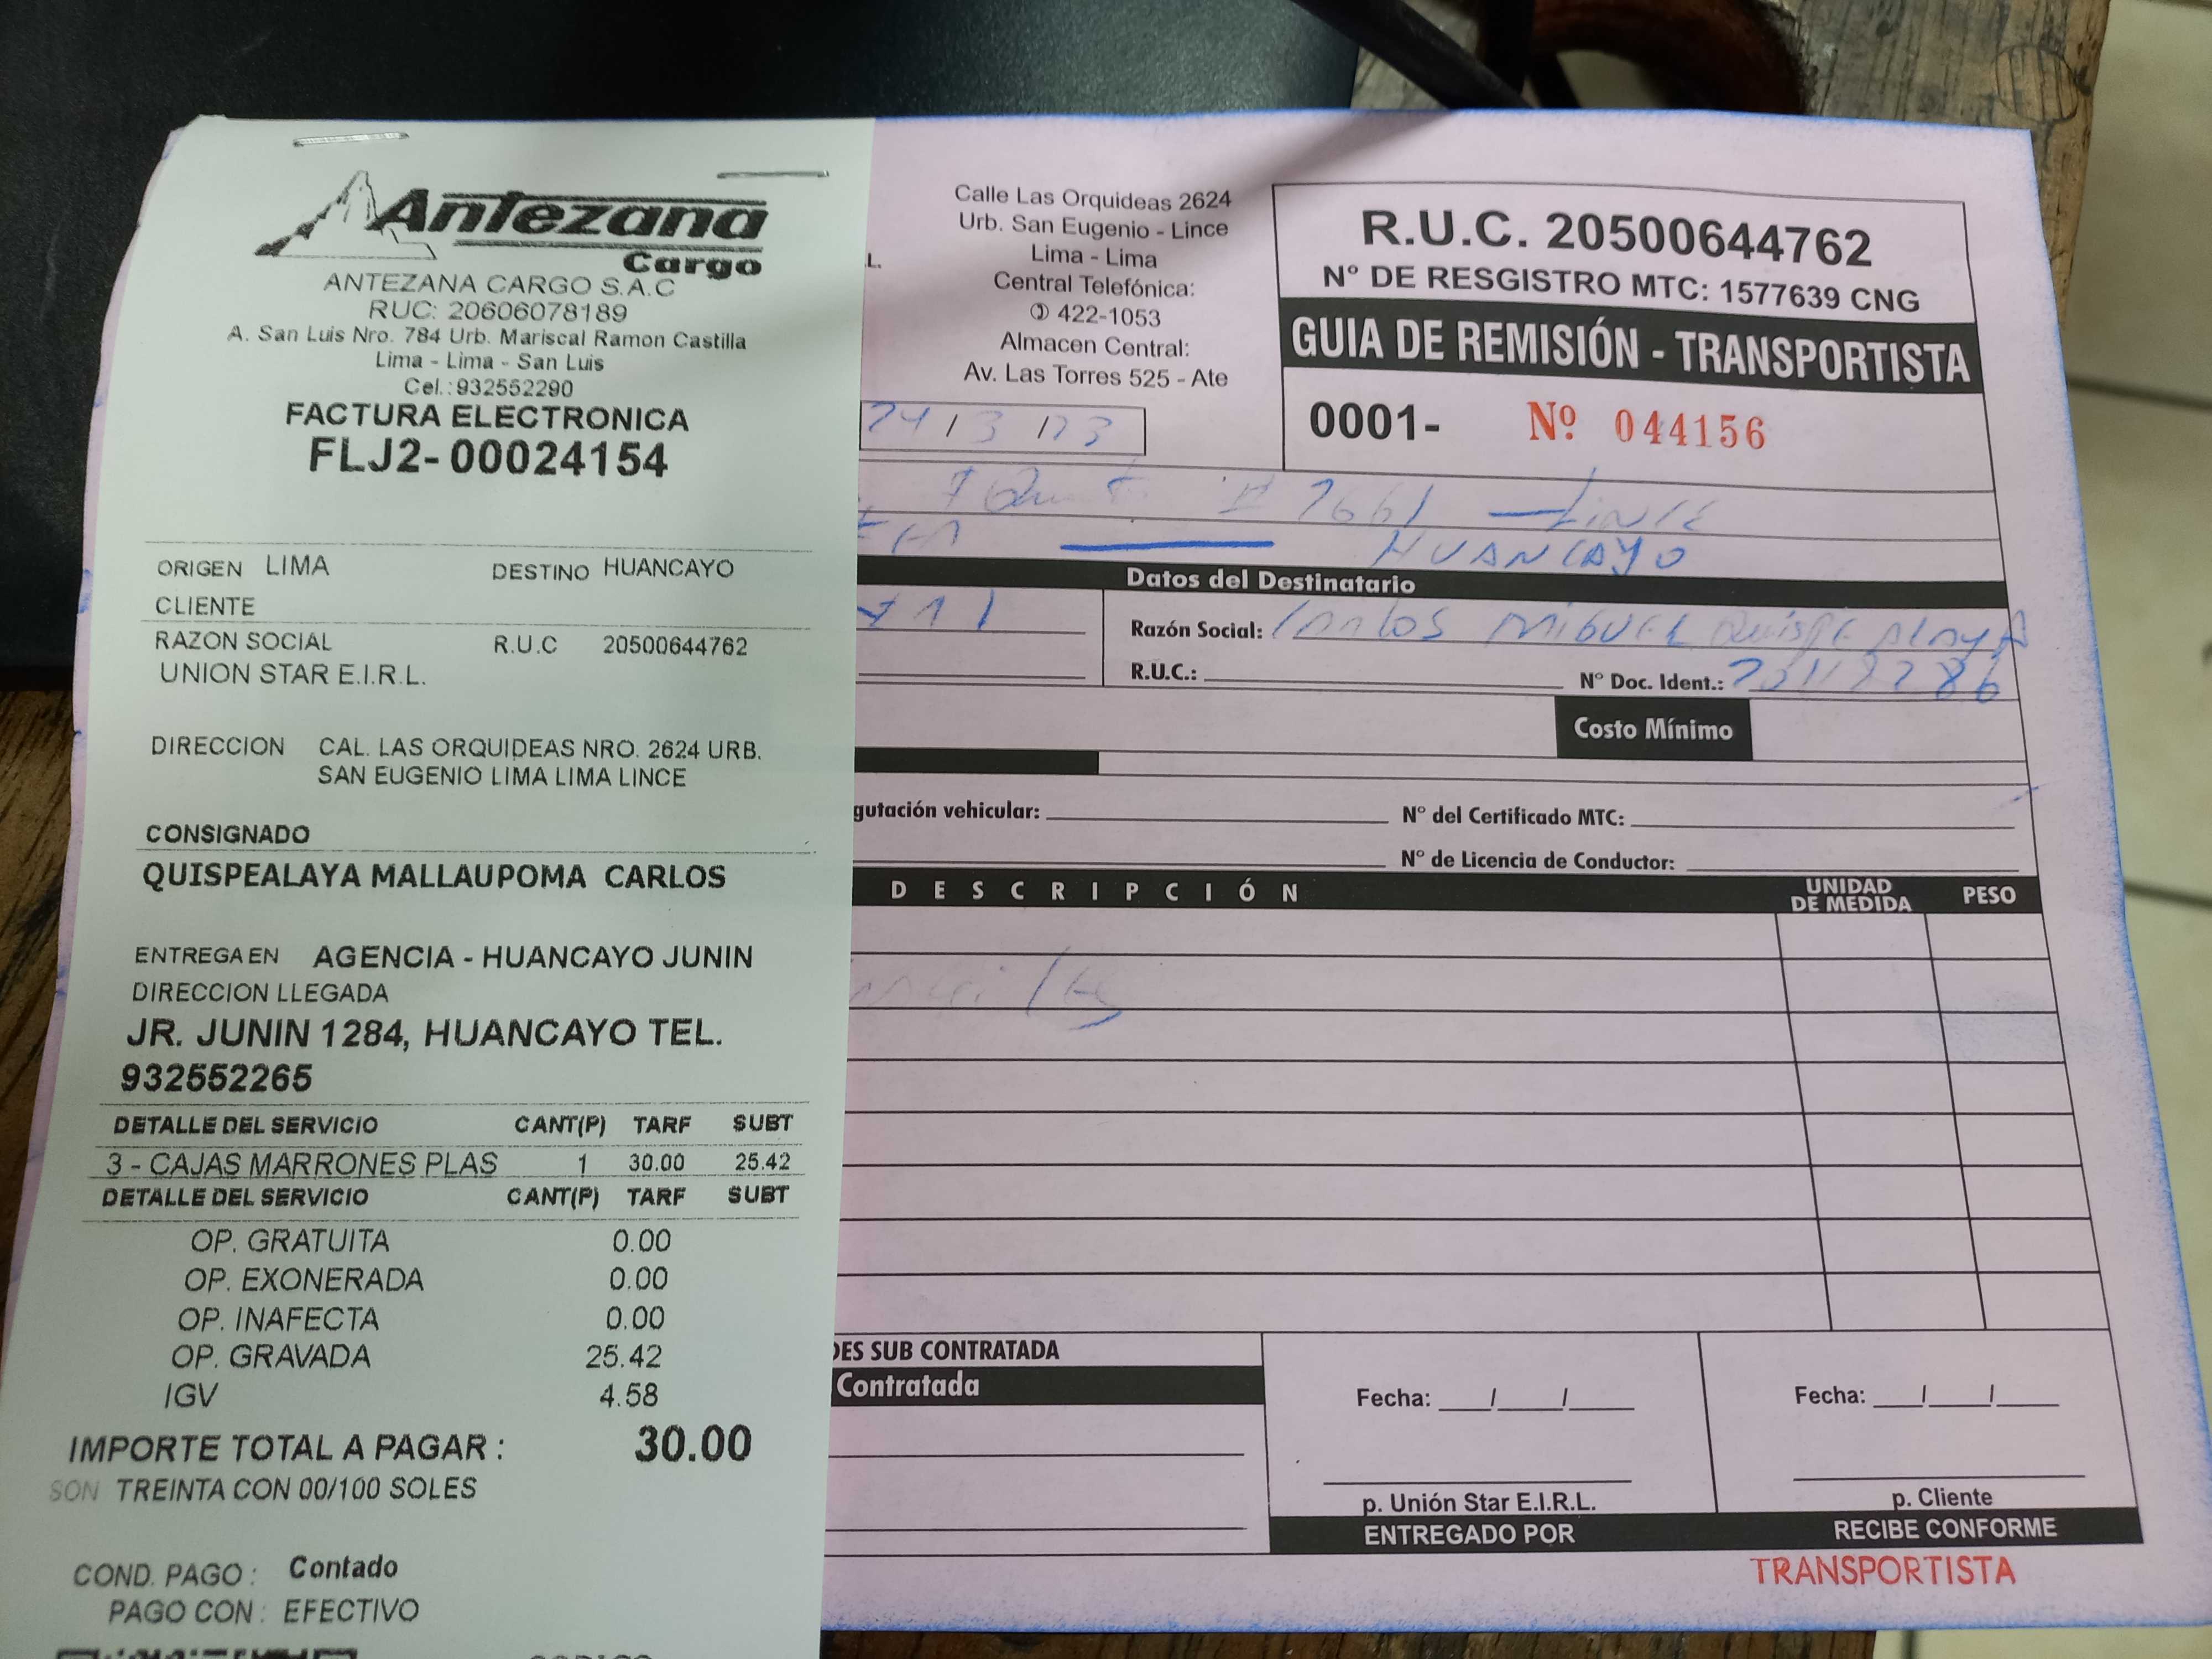 Antezana
Cargo
ANTEZANA CARGO S.A.C
RUC: 20606078189
A. San Luis Nro. 784 Urb. Mariscal Ramon Castilla
Lima - Lima - San Luis
Cel.:932552290
FACTURA ELECTRONICA
FLJ2-00024154
ORIGEN LIMA DESTINO HUANCAYO
CLIENTE
RAZON SOCIAL R.U.C 20500644762
UNION STAR E.I.R.L.
DIRECCION CAL. LAS ORQUIDEAS NRO. 2624 URB.
SAN EUGENIO LIMA LIMA LINCE
CONSIGNADO
QUISPEALAYA MALLAUPOMA CARLOS
ENTREGA EN AGENCIA - HUANCAYO JUNIN
DIRECCION LLEGADA
JR. JUNIN 1284, HUANCAYO TEL.
932552265
DETALLE DEL SERVICIO CANT(P) TARF SUBT
3 - CAJAS MARRONES PLAS 1 30.00 25.42
DETALLE DEL SERVICIO CANT(P) TARF SUBT
OP. GRATUITA 0.00
OP. EXONERADA 0.00
OP. INAFECTA 0.00
OP. GRAVADA 25.42
IGV 4.58
IMPORTE TOTAL A PAGAR : 30.00
SON TREINTA CON 00/100 SOLES
COND. PAGO : Contado
PAGO CON : EFECTIVO
L.
Calle Las Orquideas 2624
Urb. San Eugenio - Lince
Lima - Lima
Central Telefónica:
422-1053
Almacen Central:
Av. Las Torres 525 - Ate
R.U.C. 20500644762
N° DE RESGISTRO MTC: 1577639 CNG
GUIA DE REMISIÓN - TRANSPORTISTA
0001- Nº 044156
24/3/23
2661 — Lince
HUANCAYO
Datos del Destinatario
Razón Social: Carlos Miguel Quispe Alaya
R.U.C.: N° Doc. Ident.:
Costo Mínimo
gutación vehicular: N° del Certificado MTC:
N° de Licencia de Conductor:
DESCRIPCIÓN UNIDAD DE MEDIDA PESO
DES SUB CONTRATADA
Contratada
Fecha: / / Fecha: / /
p. Unión Star E.I.R.L. p. Cliente
ENTREGADO POR RECIBE CONFORME
TRANSPORTISTA